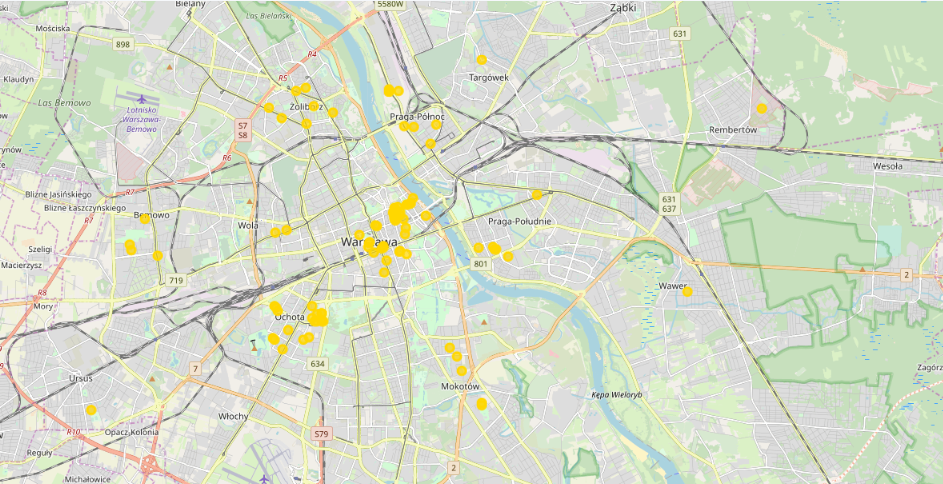 Bielany
5580W
Ząbki
Mościska
Las Bielański
898
R4
631
Klaudyn
R5
Targówek
Las Bemowo
Lotnisko
Warszawa-
Bemowo
Żoliborz
Praga-Północ
S7
S8
Rembertów
R6
Wesoła
Blizne Jasińskiego
R7
Blizne Łaszczyńskiego
631
637
Bemowo
Wola
Praga-Południe
Szeligi
Warszawa
Macierzysz
801
2
719
R8
Wawer
Mory
Ochota
634
7
Zagórz
Ursus
Mokotów
Kępa Wieloryb
Włochy
R10
Opacz-Kolonia
S79
Reguły
2
Michałowice